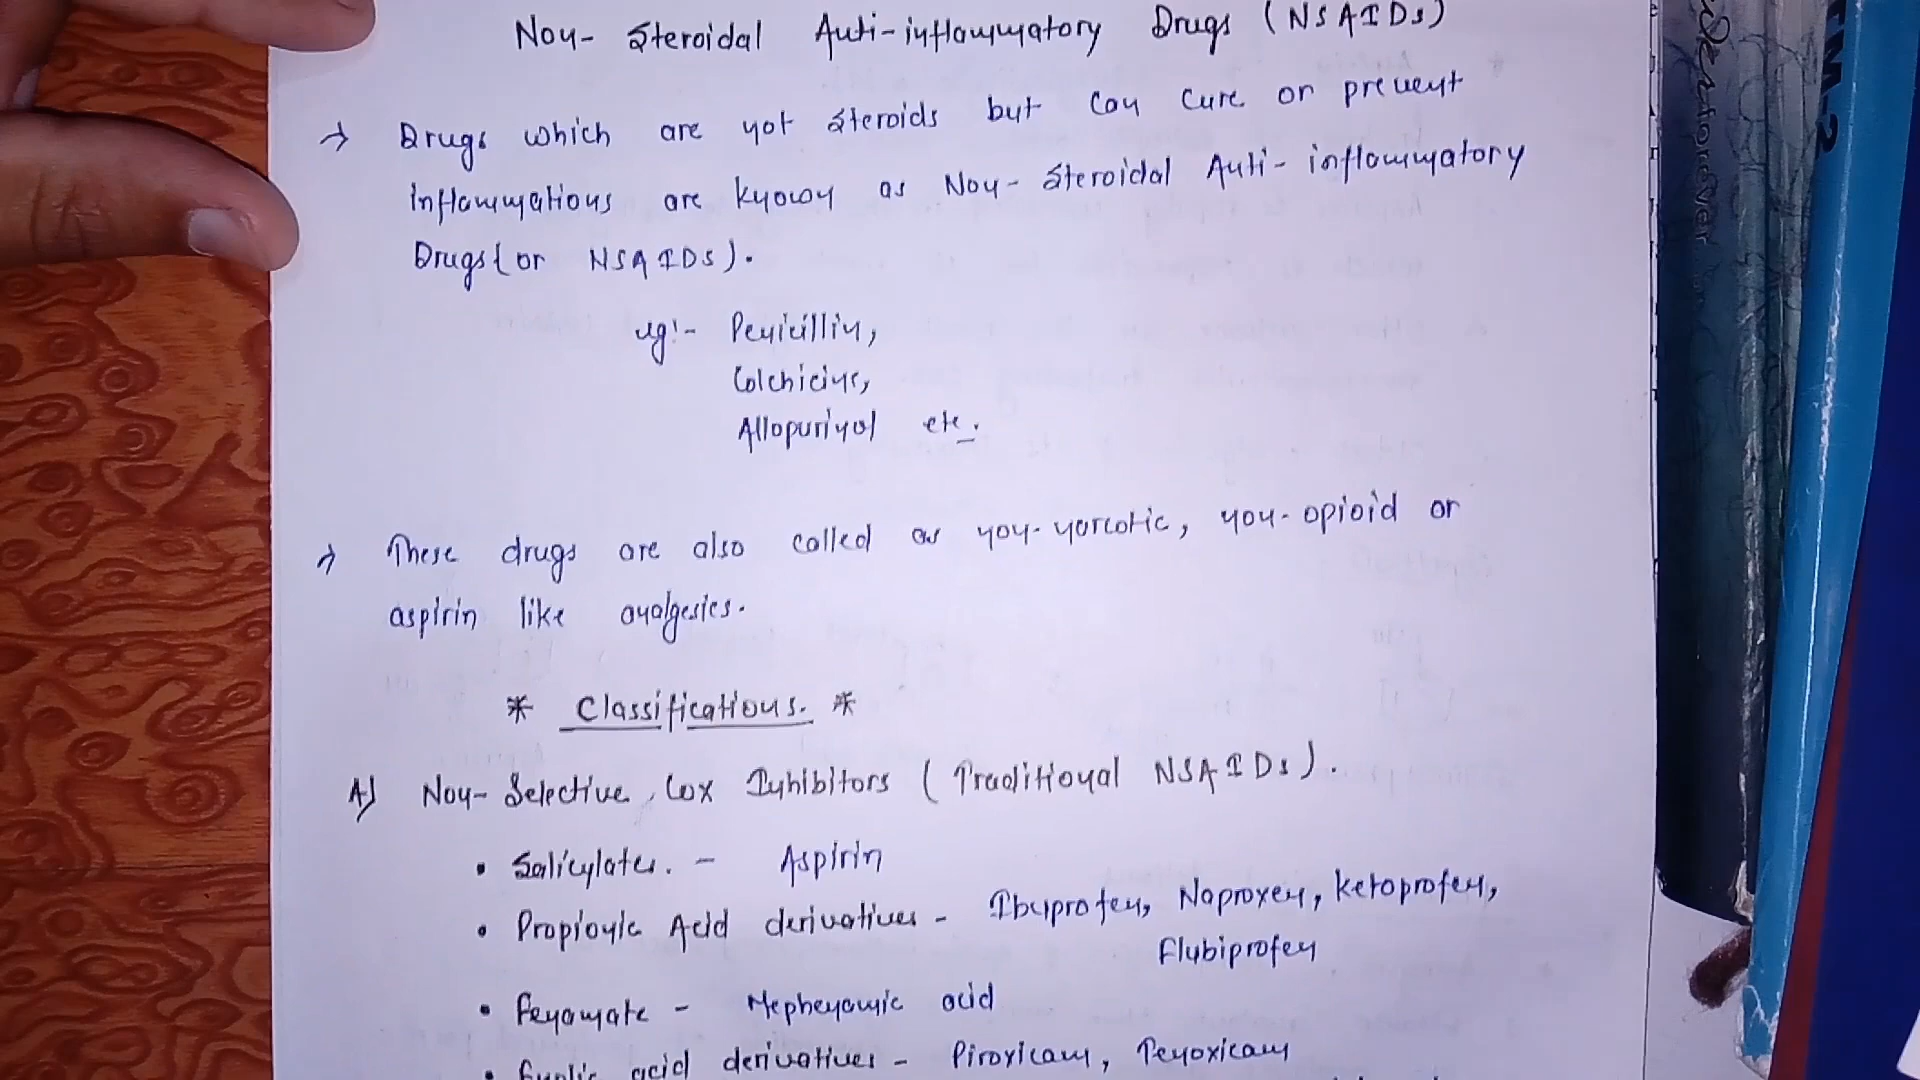 Non- Steroidal Anti-inflammatory Drugs (NSAIDs)
→ Drugs which are not steroids but can cure or prevent
inflammations are known as Non-Steroidal Anti-inflammatory
Drugs (or NSAIDs).
eg:- Penicillin,
Colchicine,
Allopurinol etc.
→ These drugs are also called as non-narcotic, non-opioid or
aspirin like analgesics.
* Classifications. *
A) Non-Selective Cox Inhibitors (Traditional NSAIDs).
• Salicylates. - Aspirin
• Propionic Acid derivatives - Ibuprofen, Naproxen, ketoprofen,
Flubiprofen
• Fenamate - Mephenamic acid
• Enolic acid derivatives - Piroxicam, Tenoxicam
TM-2